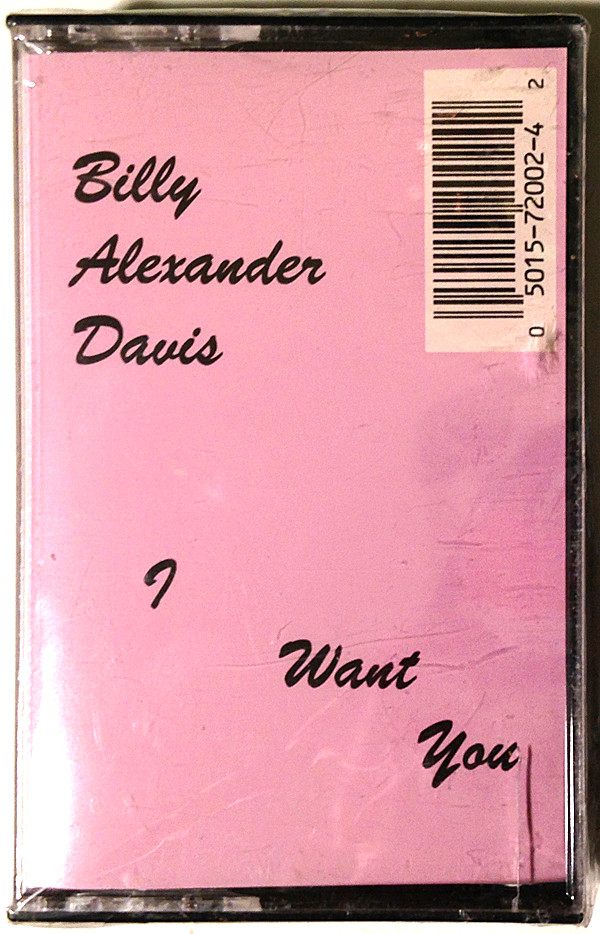 Billy
Alexander
Davis
0 5015-72002-4 2
I
Want
You